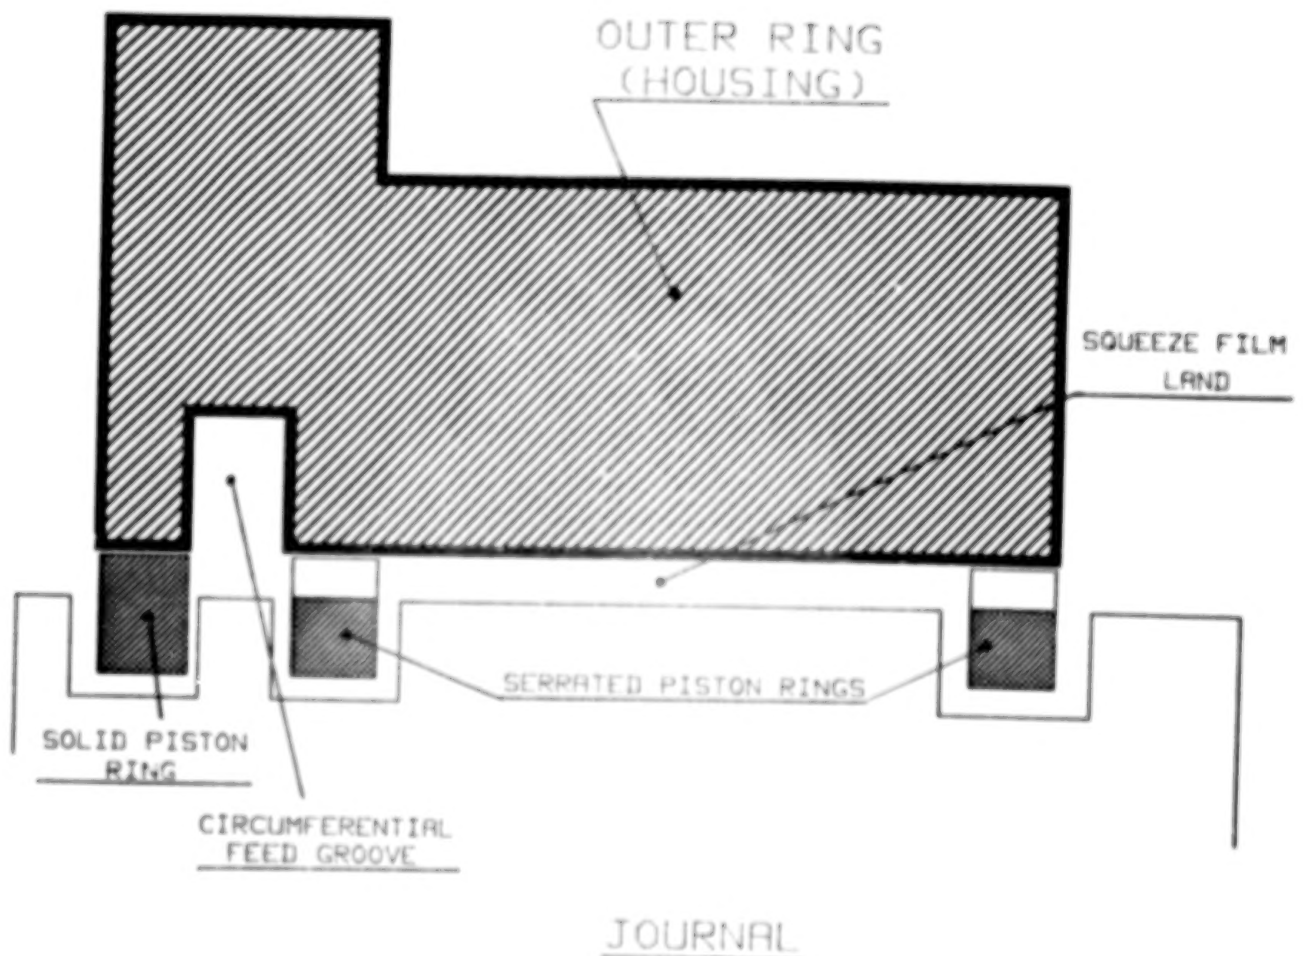 OUTER RING
(HOUSING)
SQUEEZE FILM
LAND
SERRATED PISTON RINGS
SOLID PISTON
RING
CIRCUMFERENTIAL
FEED GROOVE
JOURNAL